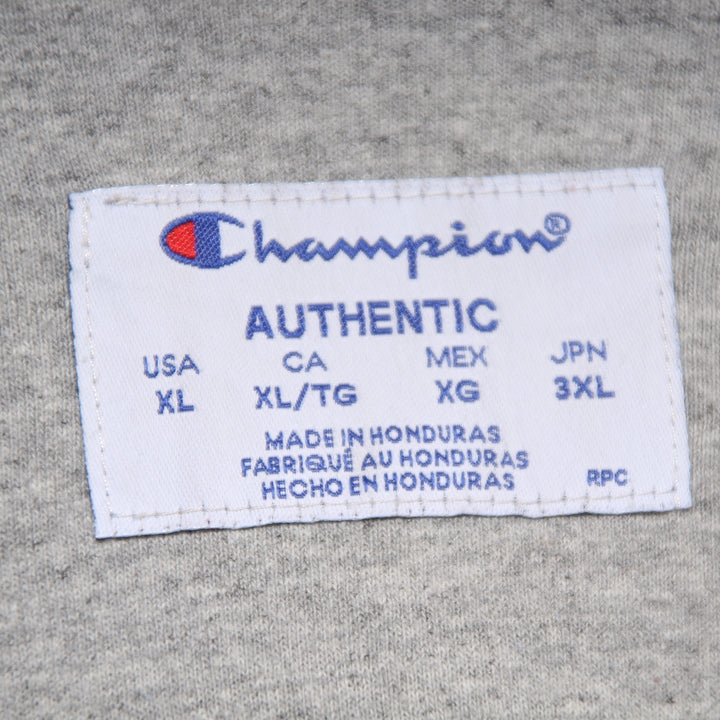 Champion®
AUTHENTIC
USA CA MEX JPN
XL XL/TG XG 3XL
MADE IN HONDURAS
FABRIQUÉ AU HONDURAS
HECHO EN HONDURAS
RPC